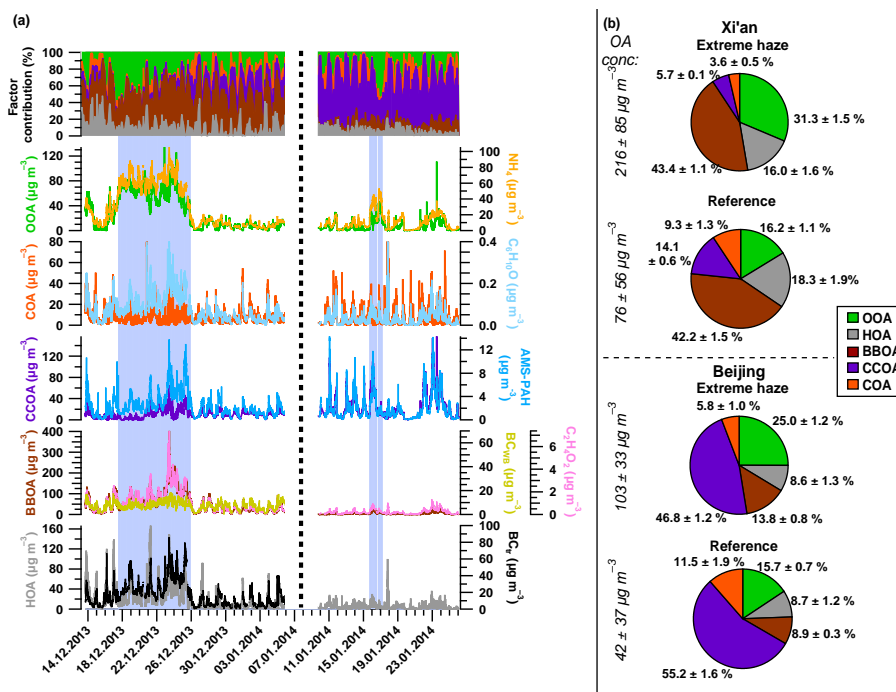 (a)
Factor
contribution (%)
100
80
60
40
20
0
OOA (µg m⁻³)
120
80
40
0
NH₄ (µg m⁻³)
100
80
60
40
20
0
COA (µg m⁻³)
80
60
40
20
0
C₆H₁₀O (µg m⁻³)
0.4
0.2
0.0
CCOA (µg m⁻³)
120
80
40
0
AMS-PAH
(µg m⁻³)
12
8
4
0
BBOA (µg m⁻³)
400
300
200
100
0
BC_WB
(µg m⁻³)
60
40
20
0
C₂H₄O₂ (µg m⁻³)
6
4
2
0
HOA (µg m⁻³)
160
120
80
40
0
BC_tr (µg m⁻³)
100
80
60
40
20
0
14.12.2013
18.12.2013
22.12.2013
26.12.2013
30.12.2013
03.01.2014
07.01.2014
11.01.2014
15.01.2014
19.01.2014
23.01.2014
(b)
OA
conc:
Xi'an
Extreme haze
216 ± 85 µg m⁻³
3.6 ± 0.5 %
5.7 ± 0.1 %
31.3 ± 1.5 %
43.4 ± 1.1 %
16.0 ± 1.6 %
Reference
76 ± 56 µg m⁻³
9.3 ± 1.3 %
16.2 ± 1.1 %
14.1
± 0.6 %
18.3 ± 1.9%
42.2 ± 1.5 %
OOA
HOA
BBOA
CCOA
COA
Beijing
Extreme haze
103 ± 33 µg m⁻³
5.8 ± 1.0 %
25.0 ± 1.2 %
8.6 ± 1.3 %
46.8 ± 1.2 %
13.8 ± 0.8 %
Reference
42 ± 37 µg m⁻³
11.5 ± 1.9 %
15.7 ± 0.7 %
8.7 ± 1.2 %
8.9 ± 0.3 %
55.2 ± 1.6 %